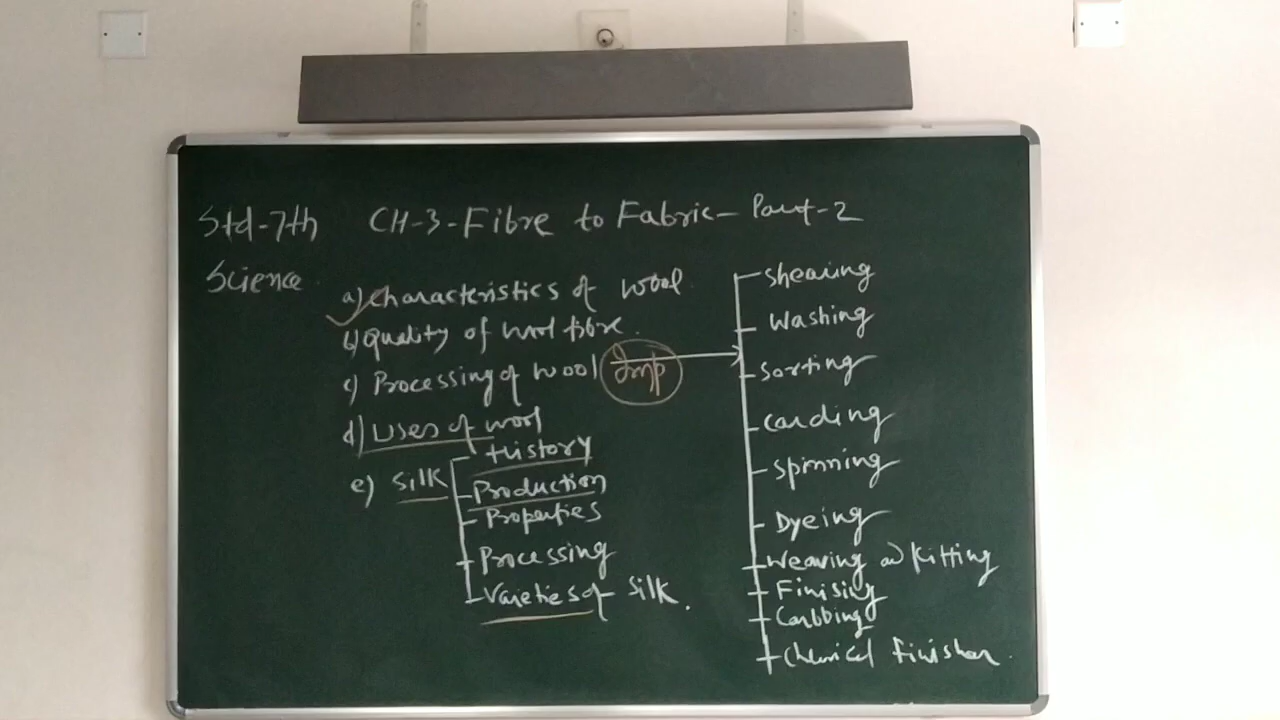 Std-7th CH-3-Fibre to Fabric- Part-2
Science
a) Characteristics of wool
b) Quality of wool fibre.
c) Processing of wool Imp
d) Uses of wool
e) Silk
History
Production
Properties
Processing
Varieties of silk.
Shearing
Washing
Sorting
Carding
Spinning
Dyeing
Weaving and kitting
Finising
Carbbing
Chemical finisher.